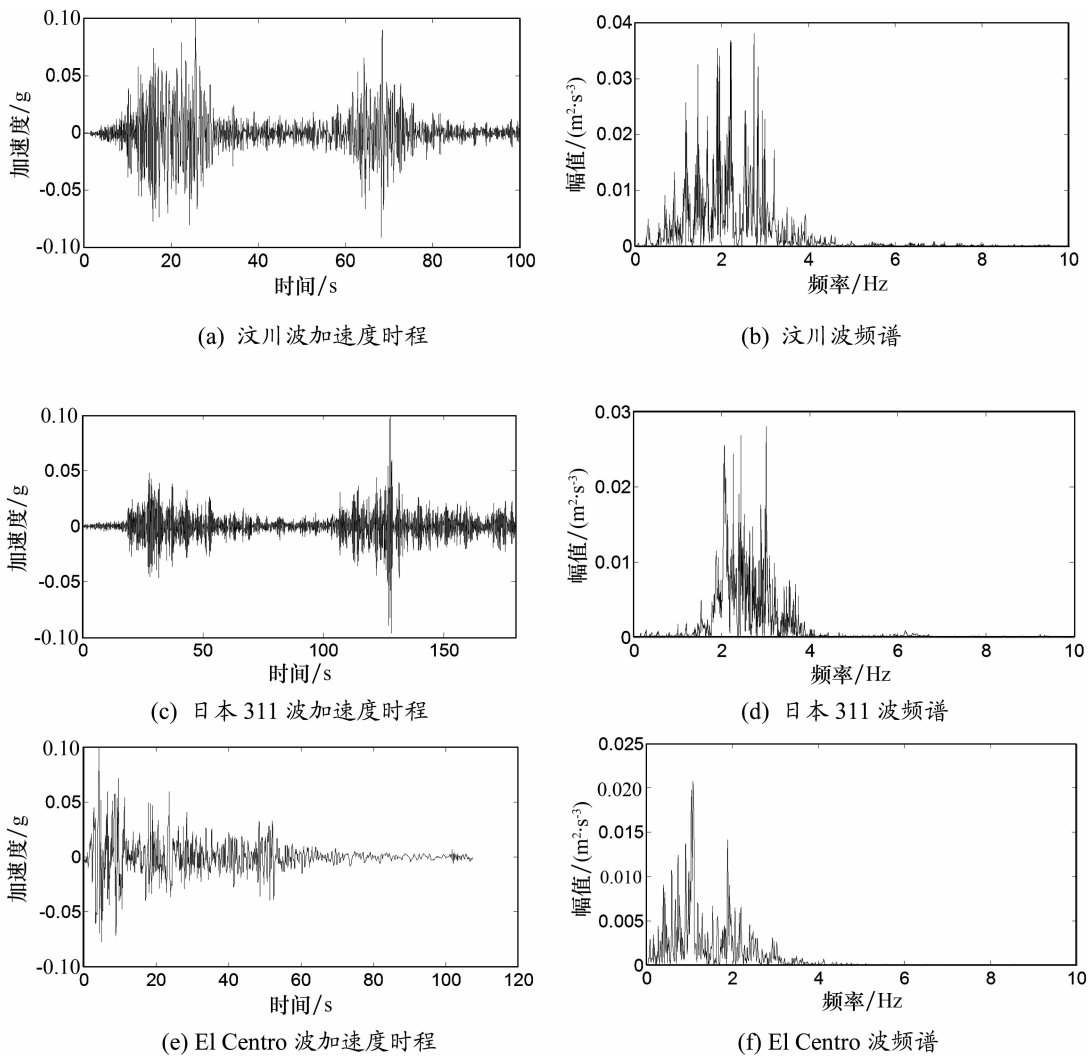 0.10
0.05
0
-0.05
-0.10
加速度/g
0 20 40 60 80 100
时间/s
(a) 汶川波加速度时程
0.04
0.03
0.02
0.01
0
幅值/(m²·s⁻³)
0 2 4 6 8 10
频率/Hz
(b) 汶川波频谱
0.10
0.05
0
-0.05
-0.10
加速度/g
0 50 100 150
时间/s
(c) 日本 311 波加速度时程
0.03
0.02
0.01
0
幅值/(m²·s⁻³)
0 2 4 6 8 10
频率/Hz
(d) 日本 311 波频谱
0.10
0.05
0
-0.05
-0.10
加速度/g
0 20 40 60 80 100 120
时间/s
(e) El Centro 波加速度时程
0.025
0.020
0.015
0.010
0.005
0
幅值/(m²·s⁻³)
0 2 4 6 8 10
频率/Hz
(f) El Centro 波频谱